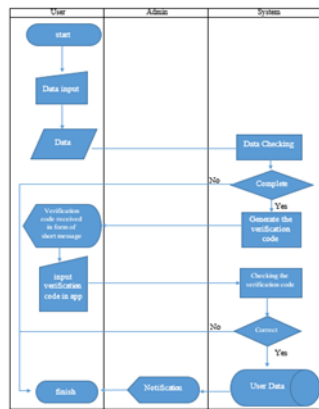 User
Admin
System
start
Data input
Data
Data Checking
No
Complete
Yes
Verification
code received
in form of
short message
Generate the
verification
code
input
verification
code in app
Checking the
verification code
No
Correct
Yes
finish
Notification
User Data